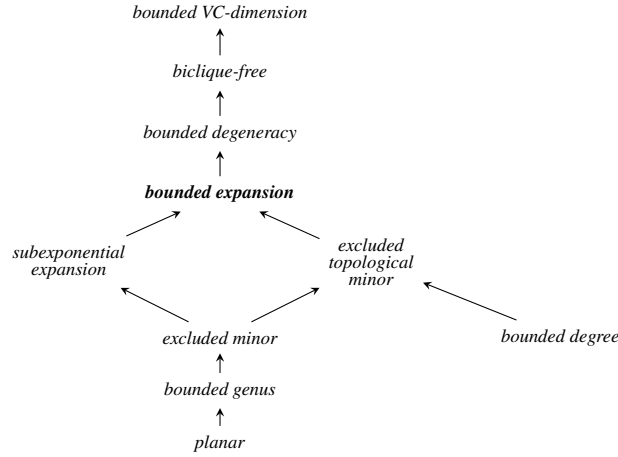 bounded VC-dimension
biclique-free
bounded degeneracy
bounded expansion
subexponential
expansion
excluded
topological
minor
excluded minor
bounded degree
bounded genus
planar